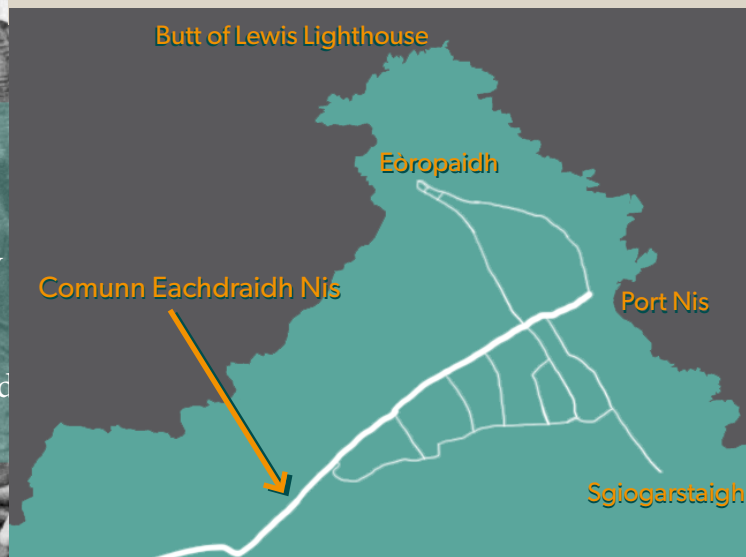 Butt of Lewis Lighthouse
Eòropaidh
Comunn Eachdraidh Nis
Port Nis
Sgiogarstaigh